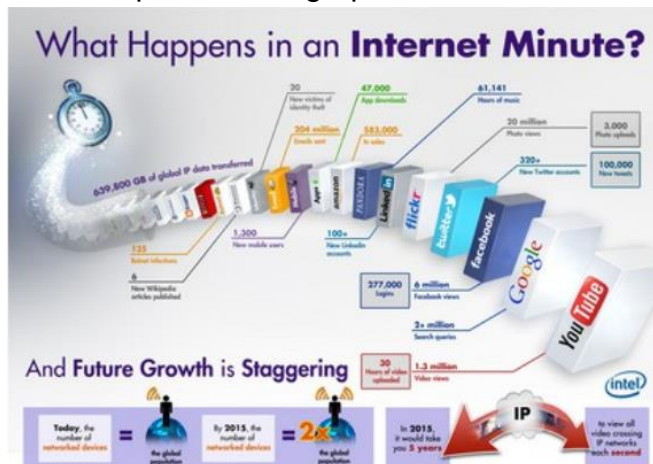 What Happens in an Internet Minute?
20
New victims of
identity theft
47,000
App downloads
61,141
Hours of music
204 million
Emails sent
$83,000
In sales
20 million
Photo views
3,000
Photo uploads
320+
New Twitter accounts
100,000
New tweets
639,800 GB of global IP data transferred
135
Botnet infections
6
New Wikipedia
articles published
1,300
New mobile users
100+
New Linkedin
accounts
277,000
Logins
6 million
Facebook views
2+ million
Search queries
30
Hours of video
uploaded
1.3 million
Video views
Apps
amazon
PANDORA
Linked in
flickr
twitter
facebook
Google
You Tube
And Future Growth is Staggering
intel
Today, the
number of
networked devices
=
the global
population
By 2015, the
number of
networked devices
=
2x
the global
population
In 2015,
it would take
you 5 years
IP
to view all
video crossing
IP networks
each second